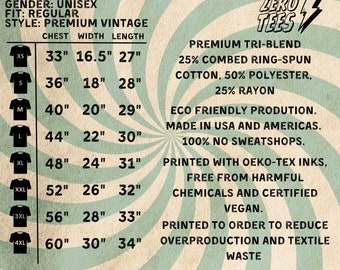 GENDER: UNISEX
FIT: REGULAR
STYLE: PREMIUM VINTAGE
ZERO
TEES
CHEST WIDTH LENGTH
XS 33" 16.5" 27"
S 36" 18" 28"
M 40" 20" 29"
L 44" 22" 30"
XL 48" 24" 31"
XXL 52" 26" 32"
3XL 56" 28" 33"
4XL 60" 30" 34"
PREMIUM TRI-BLEND
25% COMBED RING-SPUN
COTTON, 50% POLYESTER,
25% RAYON
ECO FRIENDLY PRODUTION.
MADE IN USA AND AMERICAS.
100% NO SWEATSHOPS.
PRINTED WITH OEKO-TEX INKS,
FREE FROM HARMFUL
CHEMICALS AND CERTIFIED
VEGAN.
PRINTED TO ORDER TO REDUCE
OVERPRODUCTION AND TEXTILE
WASTE